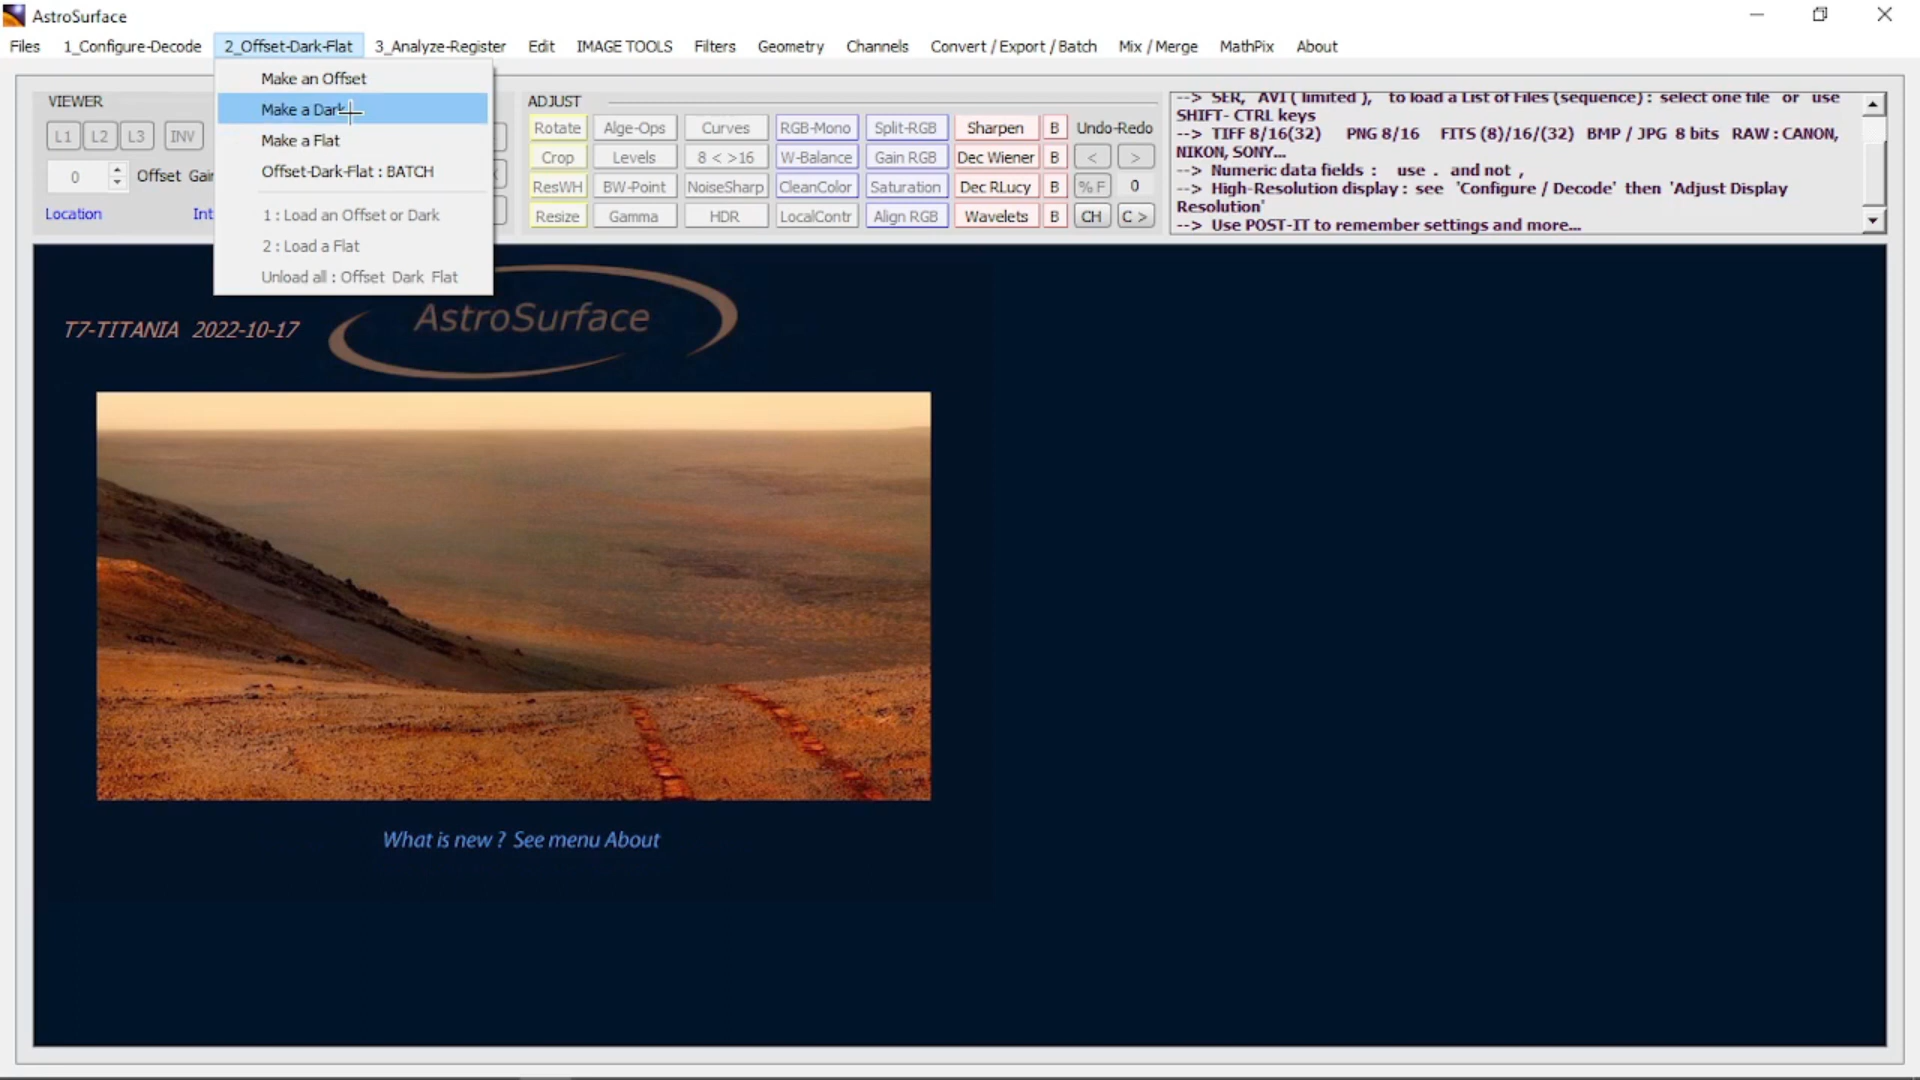 AstroSurface
Files 1_Configure-Decode 2_Offset-Dark-Flat 3_Analyze-Register Edit IMAGE TOOLS Filters Geometry Channels Convert / Export / Batch Mix / Merge MathPix About
Make an Offset
Make a Dark
Make a Flat
Offset-Dark-Flat : BATCH
1 : Load an Offset or Dark
2 : Load a Flat
Unload all : Offset Dark Flat
VIEWER
L1 L2 L3 INV
0 Offset Gai
Location Int
ADJUST
Rotate Alge-Ops Curves RGB-Mono Split-RGB Sharpen B Undo-Redo
Crop Levels 8 < >16 W-Balance Gain RGB Dec Wiener B < >
ResWH BW-Point NoiseSharp CleanColor Saturation Dec RLucy B % F 0
Resize Gamma HDR LocalContr Align RGB Wavelets B CH C >
--> SER, AVI ( limited ), to load a List of Files (sequence) : select one file or use
SHIFT- CTRL keys
--> TIFF 8/16(32) PNG 8/16 FITS (8)/16/(32) BMP / JPG 8 bits RAW : CANON,
NIKON, SONY...
--> Numeric data fields : use . and not ,
--> High-Resolution display : see 'Configure / Decode' then 'Adjust Display
Resolution'
--> Use POST-IT to remember settings and more...
AstroSurface
T7-TITANIA 2022-10-17
What is new ? See menu About